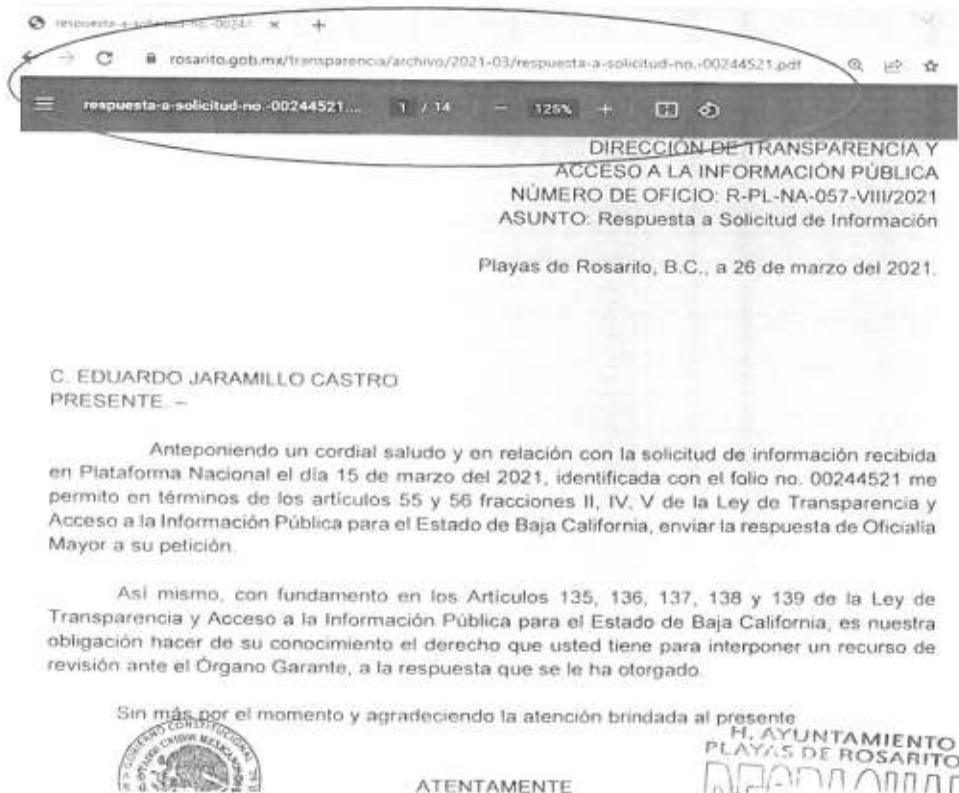 respuesta-a-solicitud-no.-00244
rosarito.gob.mx/transparencia/archivo/2021-03/respuesta-a-solicitud-no.-00244521.pdf
respuesta-a-solicitud-no.-00244521.... 1 / 14 — 125% +
DIRECCIÓN DE TRANSPARENCIA Y
ACCESO A LA INFORMACIÓN PÚBLICA
NÚMERO DE OFICIO: R-PL-NA-057-VIII/2021
ASUNTO: Respuesta a Solicitud de Información
Playas de Rosarito, B.C., a 26 de marzo del 2021.
C. EDUARDO JARAMILLO CASTRO
PRESENTE. –
Anteponiendo un cordial saludo y en relación con la solicitud de información recibida
en Plataforma Nacional el día 15 de marzo del 2021, identificada con el folio no. 00244521 me
permito en términos de los artículos 55 y 56 fracciones II, IV, V de la Ley de Transparencia y
Acceso a la Información Pública para el Estado de Baja California, enviar la respuesta de Oficialía
Mayor a su petición.
Así mismo, con fundamento en los Artículos 135, 136, 137, 138 y 139 de la Ley de
Transparencia y Acceso a la Información Pública para el Estado de Baja California, es nuestra
obligación hacer de su conocimiento el derecho que usted tiene para interponer un recurso de
revisión ante el Órgano Garante, a la respuesta que se le ha otorgado.
Sin más por el momento y agradeciendo la atención brindada al presente
H. AYUNTAMIENTO
PLAYAS DE ROSARITO
ATENTAMENTE